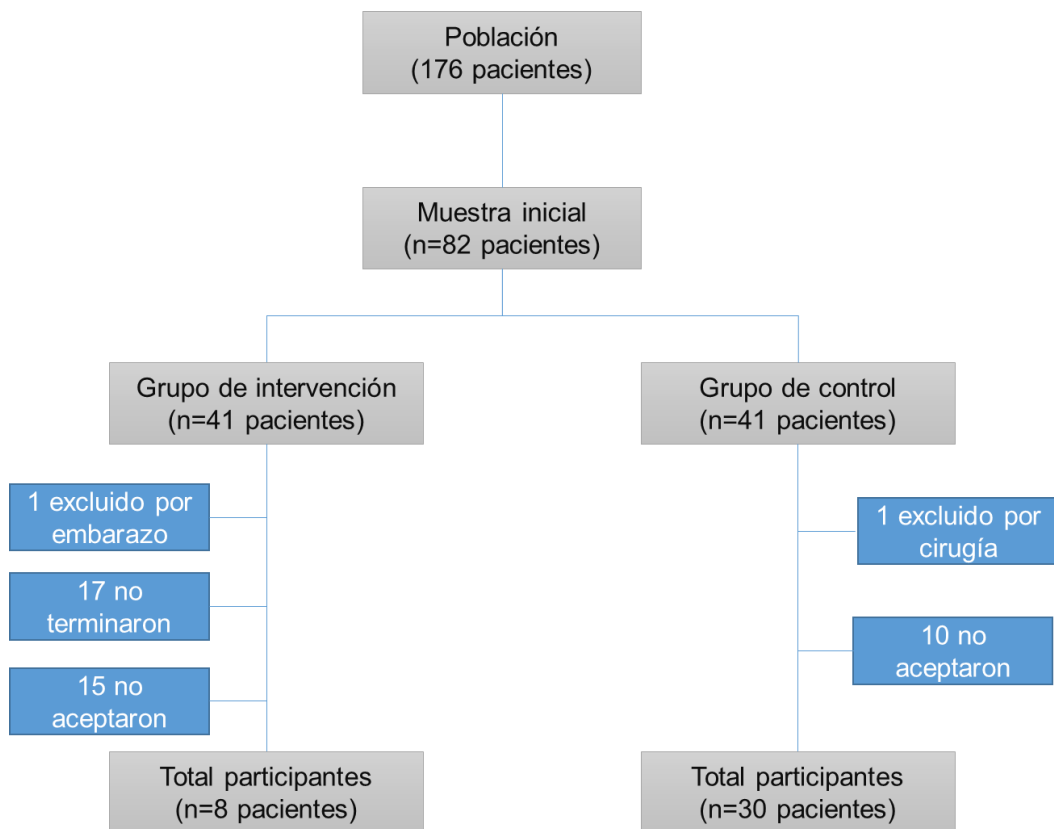 Población
(176 pacientes)
Muestra inicial
(n=82 pacientes)
Grupo de intervención
(n=41 pacientes)
Grupo de control
(n=41 pacientes)
1 excluido por
embarazo
17 no
terminaron
15 no
aceptaron
1 excluido por
cirugía
10 no
aceptaron
Total participantes
(n=8 pacientes)
Total participantes
(n=30 pacientes)